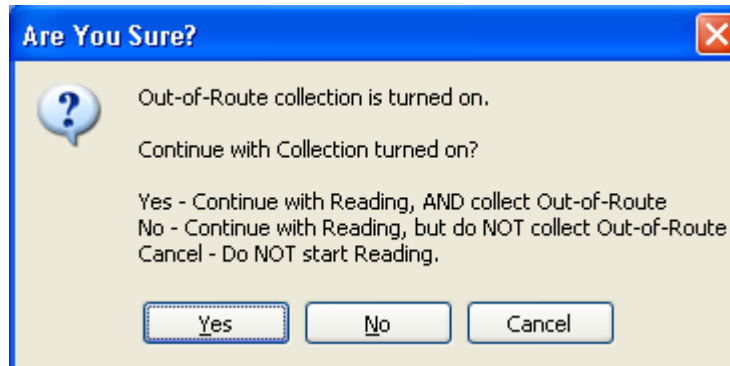 Are You Sure?
Out-of-Route collection is turned on.
Continue with Collection turned on?
Yes - Continue with Reading, AND collect Out-of-Route
No - Continue with Reading, but do NOT collect Out-of-Route
Cancel - Do NOT start Reading.
Yes No Cancel